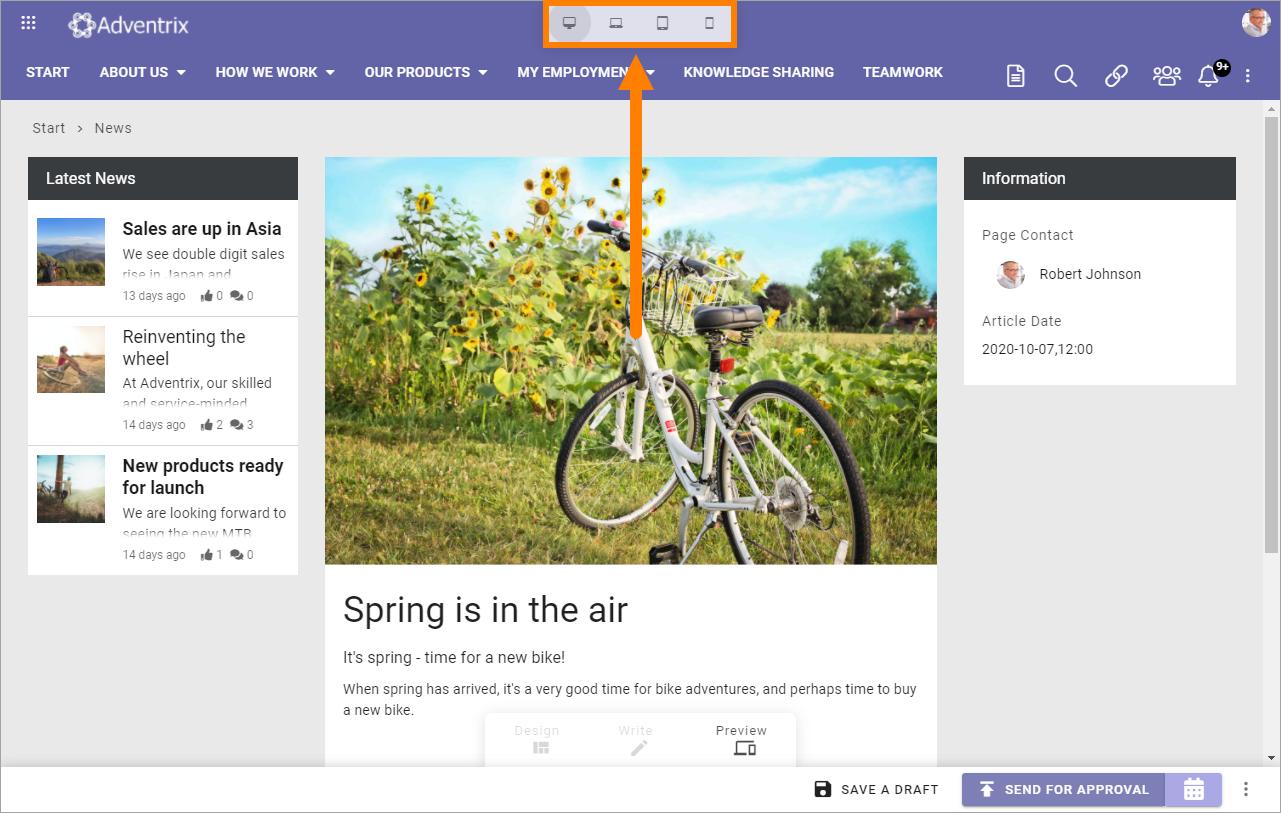 Adventrix
START ABOUT US HOW WE WORK OUR PRODUCTS MY EMPLOYMEN KNOWLEDGE SHARING TEAMWORK
9+
Start > News
Latest News
Sales are up in Asia
We see double digit sales
rise in Japan and
13 days ago 0 0
Reinventing the
wheel
At Adventrix, our skilled
and service-minded
14 days ago 2 3
New products ready
for launch
We are looking forward to
seeing the new MTB
14 days ago 1 0
Spring is in the air
It's spring - time for a new bike!
When spring has arrived, it's a very good time for bike adventures, and perhaps time to buy
a new bike.
Information
Page Contact
Robert Johnson
Article Date
2020-10-07,12:00
Design Write Preview
SAVE A DRAFT SEND FOR APPROVAL